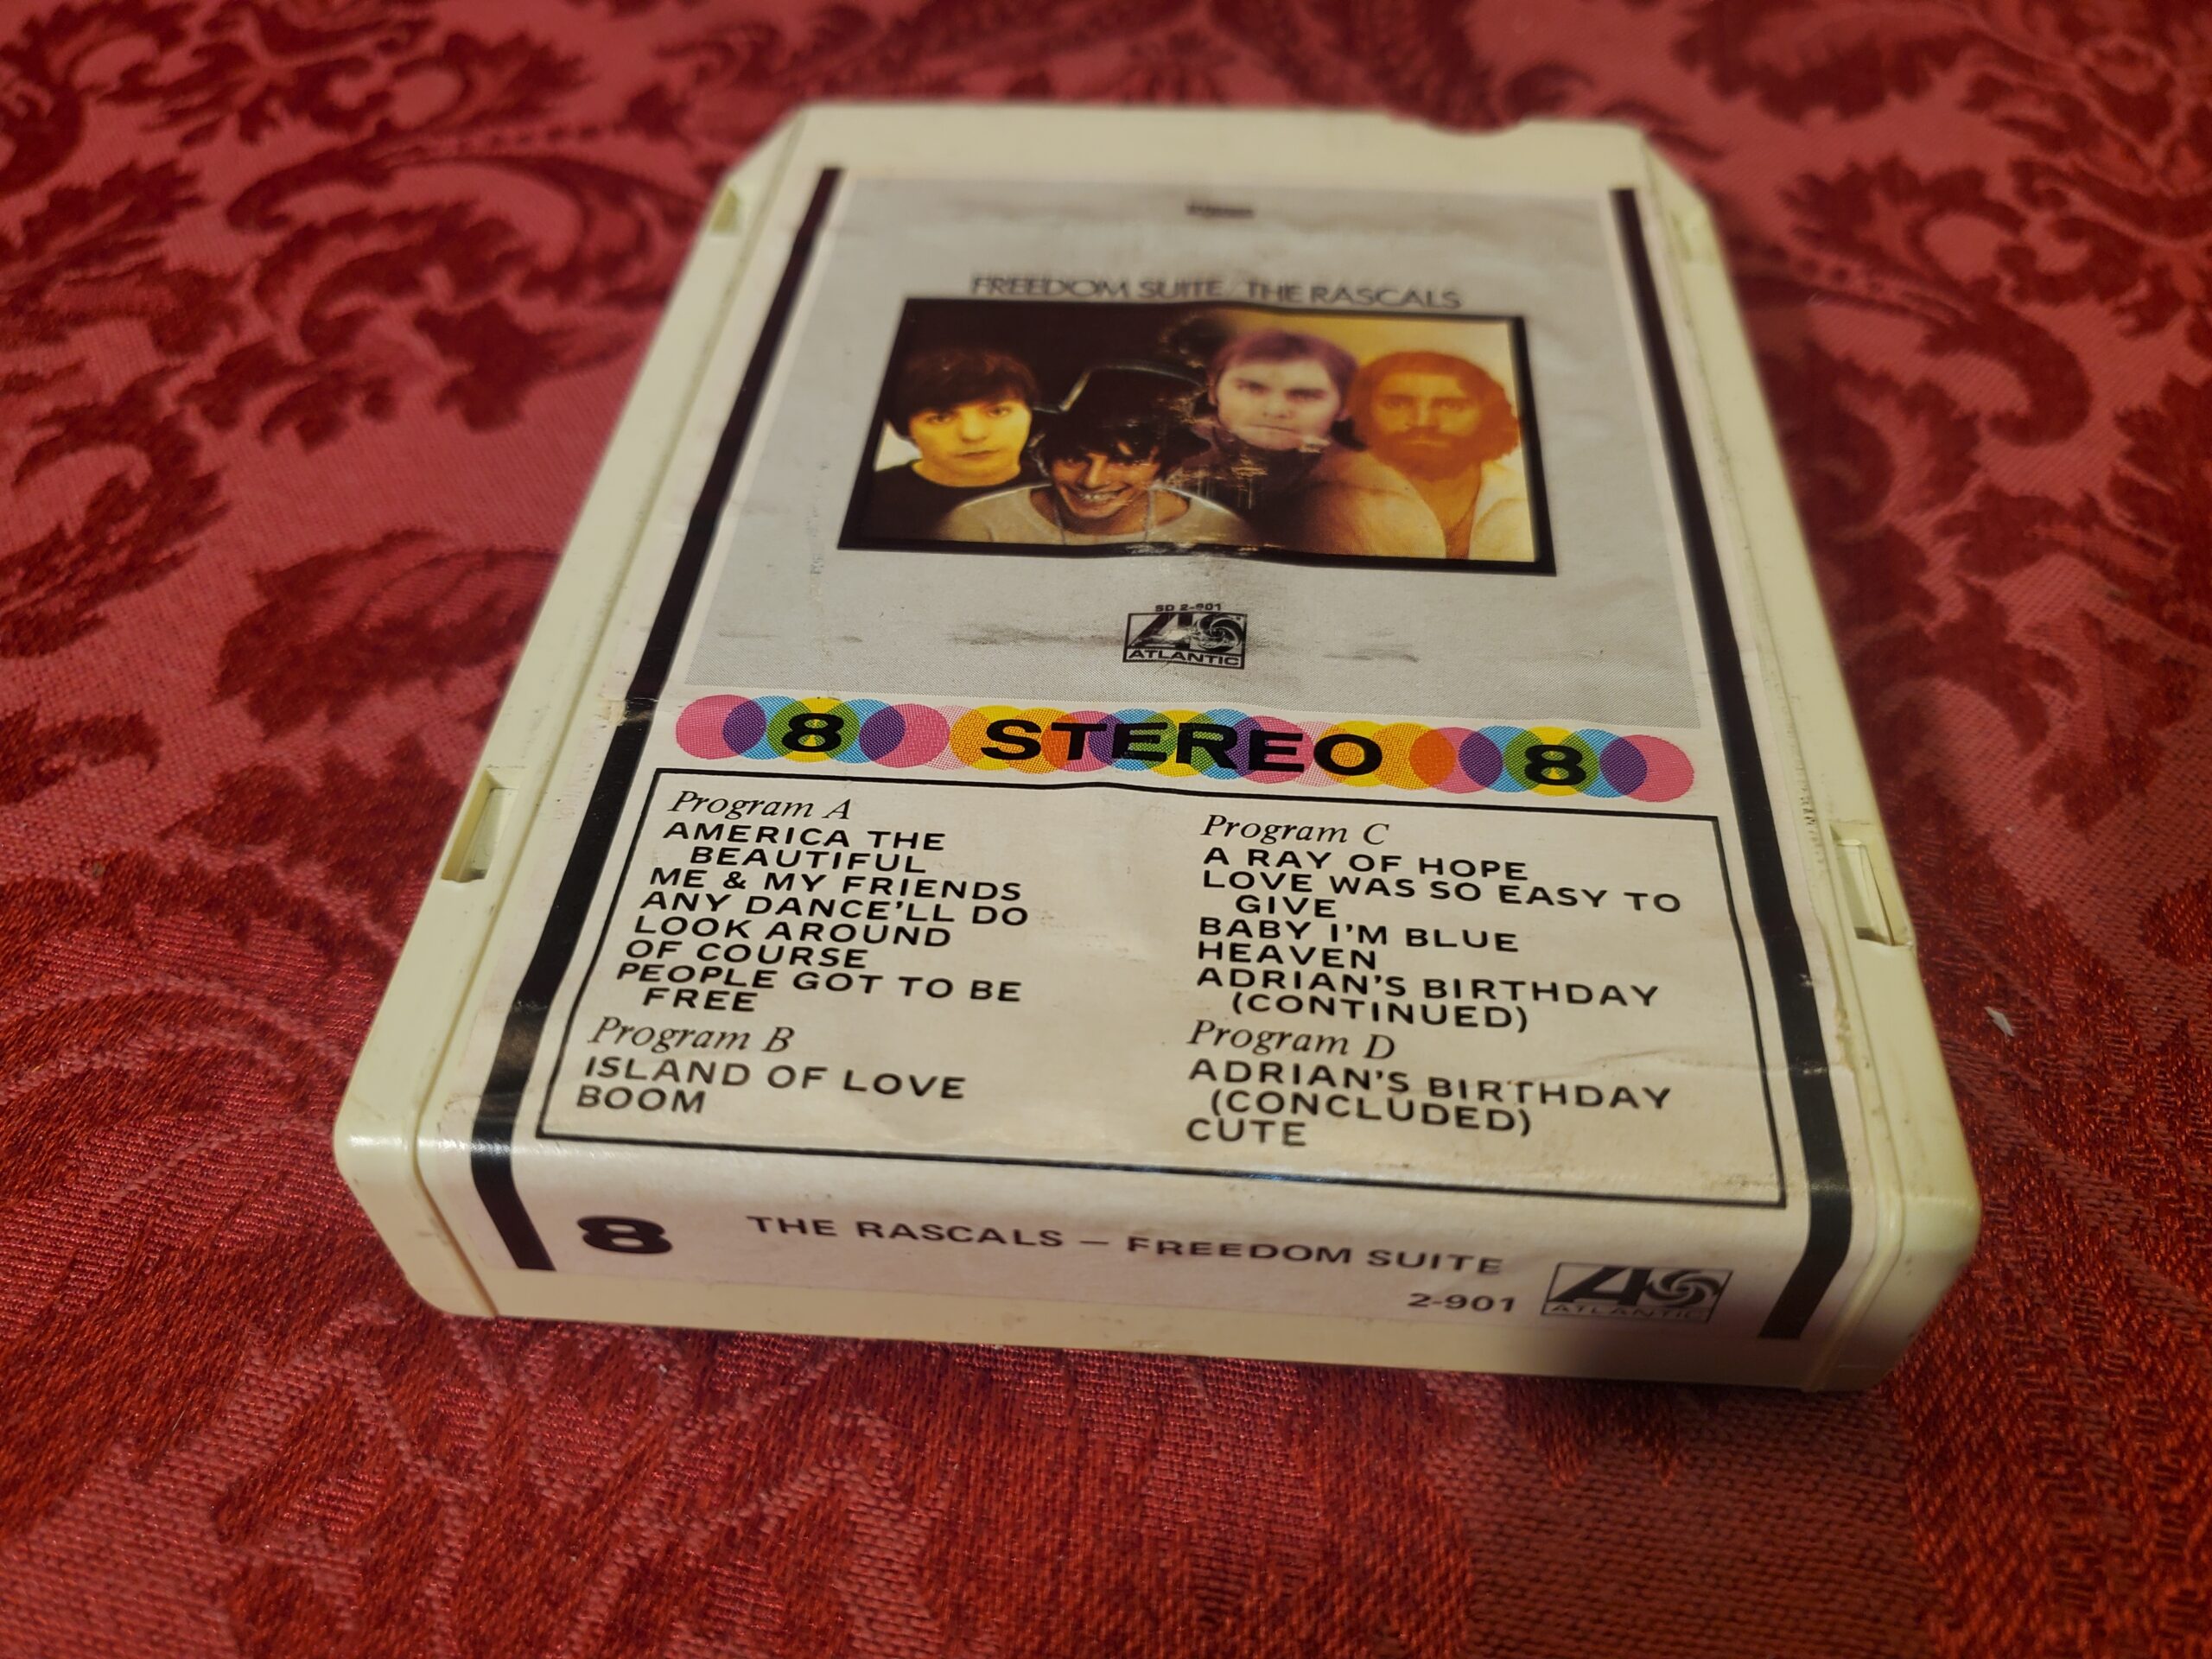 FREEDOM SUITE / THE RASCALS
SD 2-901
ATLANTIC
8 STEREO 8
Program A
AMERICA THE
BEAUTIFUL
ME & MY FRIENDS
ANY DANCE'LL DO
LOOK AROUND
OF COURSE
PEOPLE GOT TO BE
FREE
Program B
ISLAND OF LOVE
BOOM
Program C
A RAY OF HOPE
LOVE WAS SO EASY TO
GIVE
BABY I'M BLUE
HEAVEN
ADRIAN'S BIRTHDAY
(CONTINUED)
Program D
ADRIAN'S BIRTHDAY
(CONCLUDED)
CUTE
8 THE RASCALS – FREEDOM SUITE
2-901
ATLANTIC